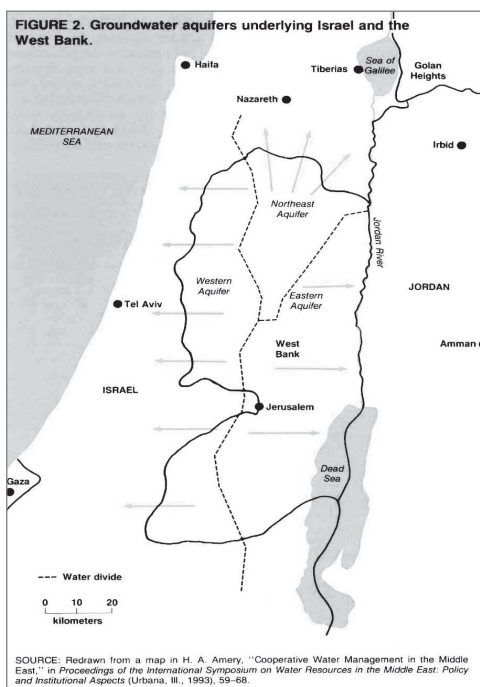 FIGURE 2. Groundwater aquifers underlying Israel and the
West Bank.
Haifa
Tiberias
Sea of
Galilee
Golan
Heights
Nazareth
MEDITERRANEAN
SEA
Irbid
Northeast
Aquifer
Jordan River
Western
Aquifer
Eastern
Aquifer
JORDAN
Tel Aviv
West
Bank
Amman
ISRAEL
Jerusalem
Dead
Sea
Gaza
Water divide
0 10 20
kilometers
SOURCE: Redrawn from a map in H. A. Amery, "Cooperative Water Management in the Middle
East," in Proceedings of the International Symposium on Water Resources in the Middle East: Policy
and Institutional Aspects (Urbana, Ill., 1993), 59–68.